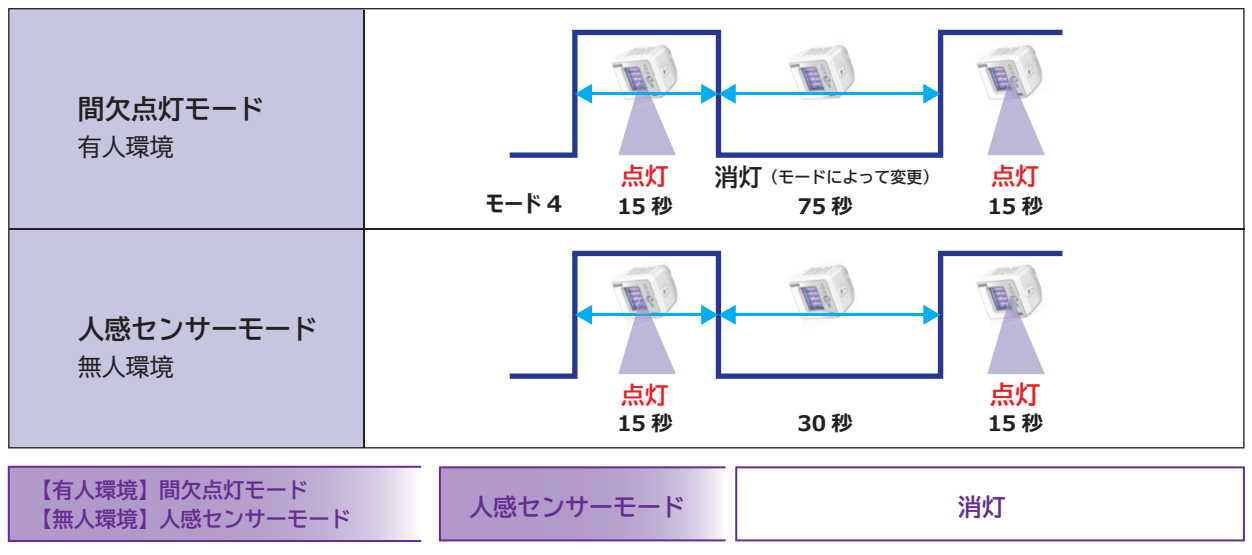 間欠点灯モード
有人環境
点灯
消灯（モードによって変更）
点灯
モード 4
15 秒
75 秒
15 秒
人感センサーモード
無人環境
点灯
点灯
15 秒
30 秒
15 秒
【有人環境】間欠点灯モード
【無人環境】人感センサーモード
人感センサーモード
消灯